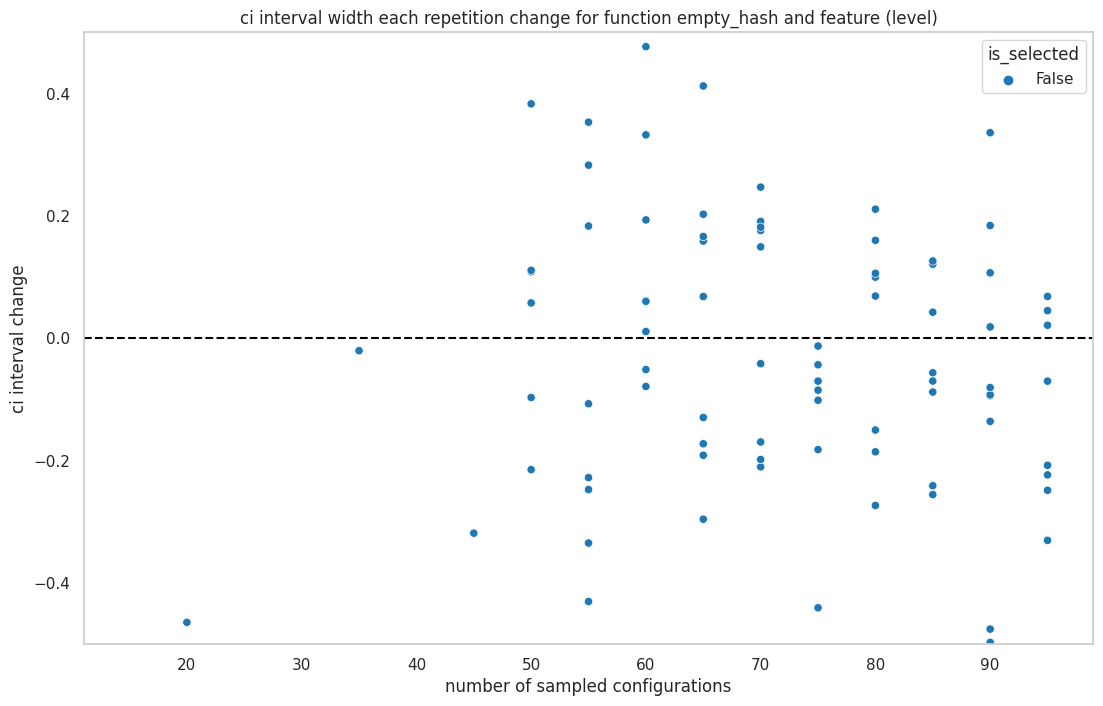 ci interval width each repetition change for function empty_hash and feature (level)
is_selected
False
ci interval change
0.4
0.2
0.0
−0.2
−0.4
20 30 40 50 60 70 80 90
number of sampled configurations